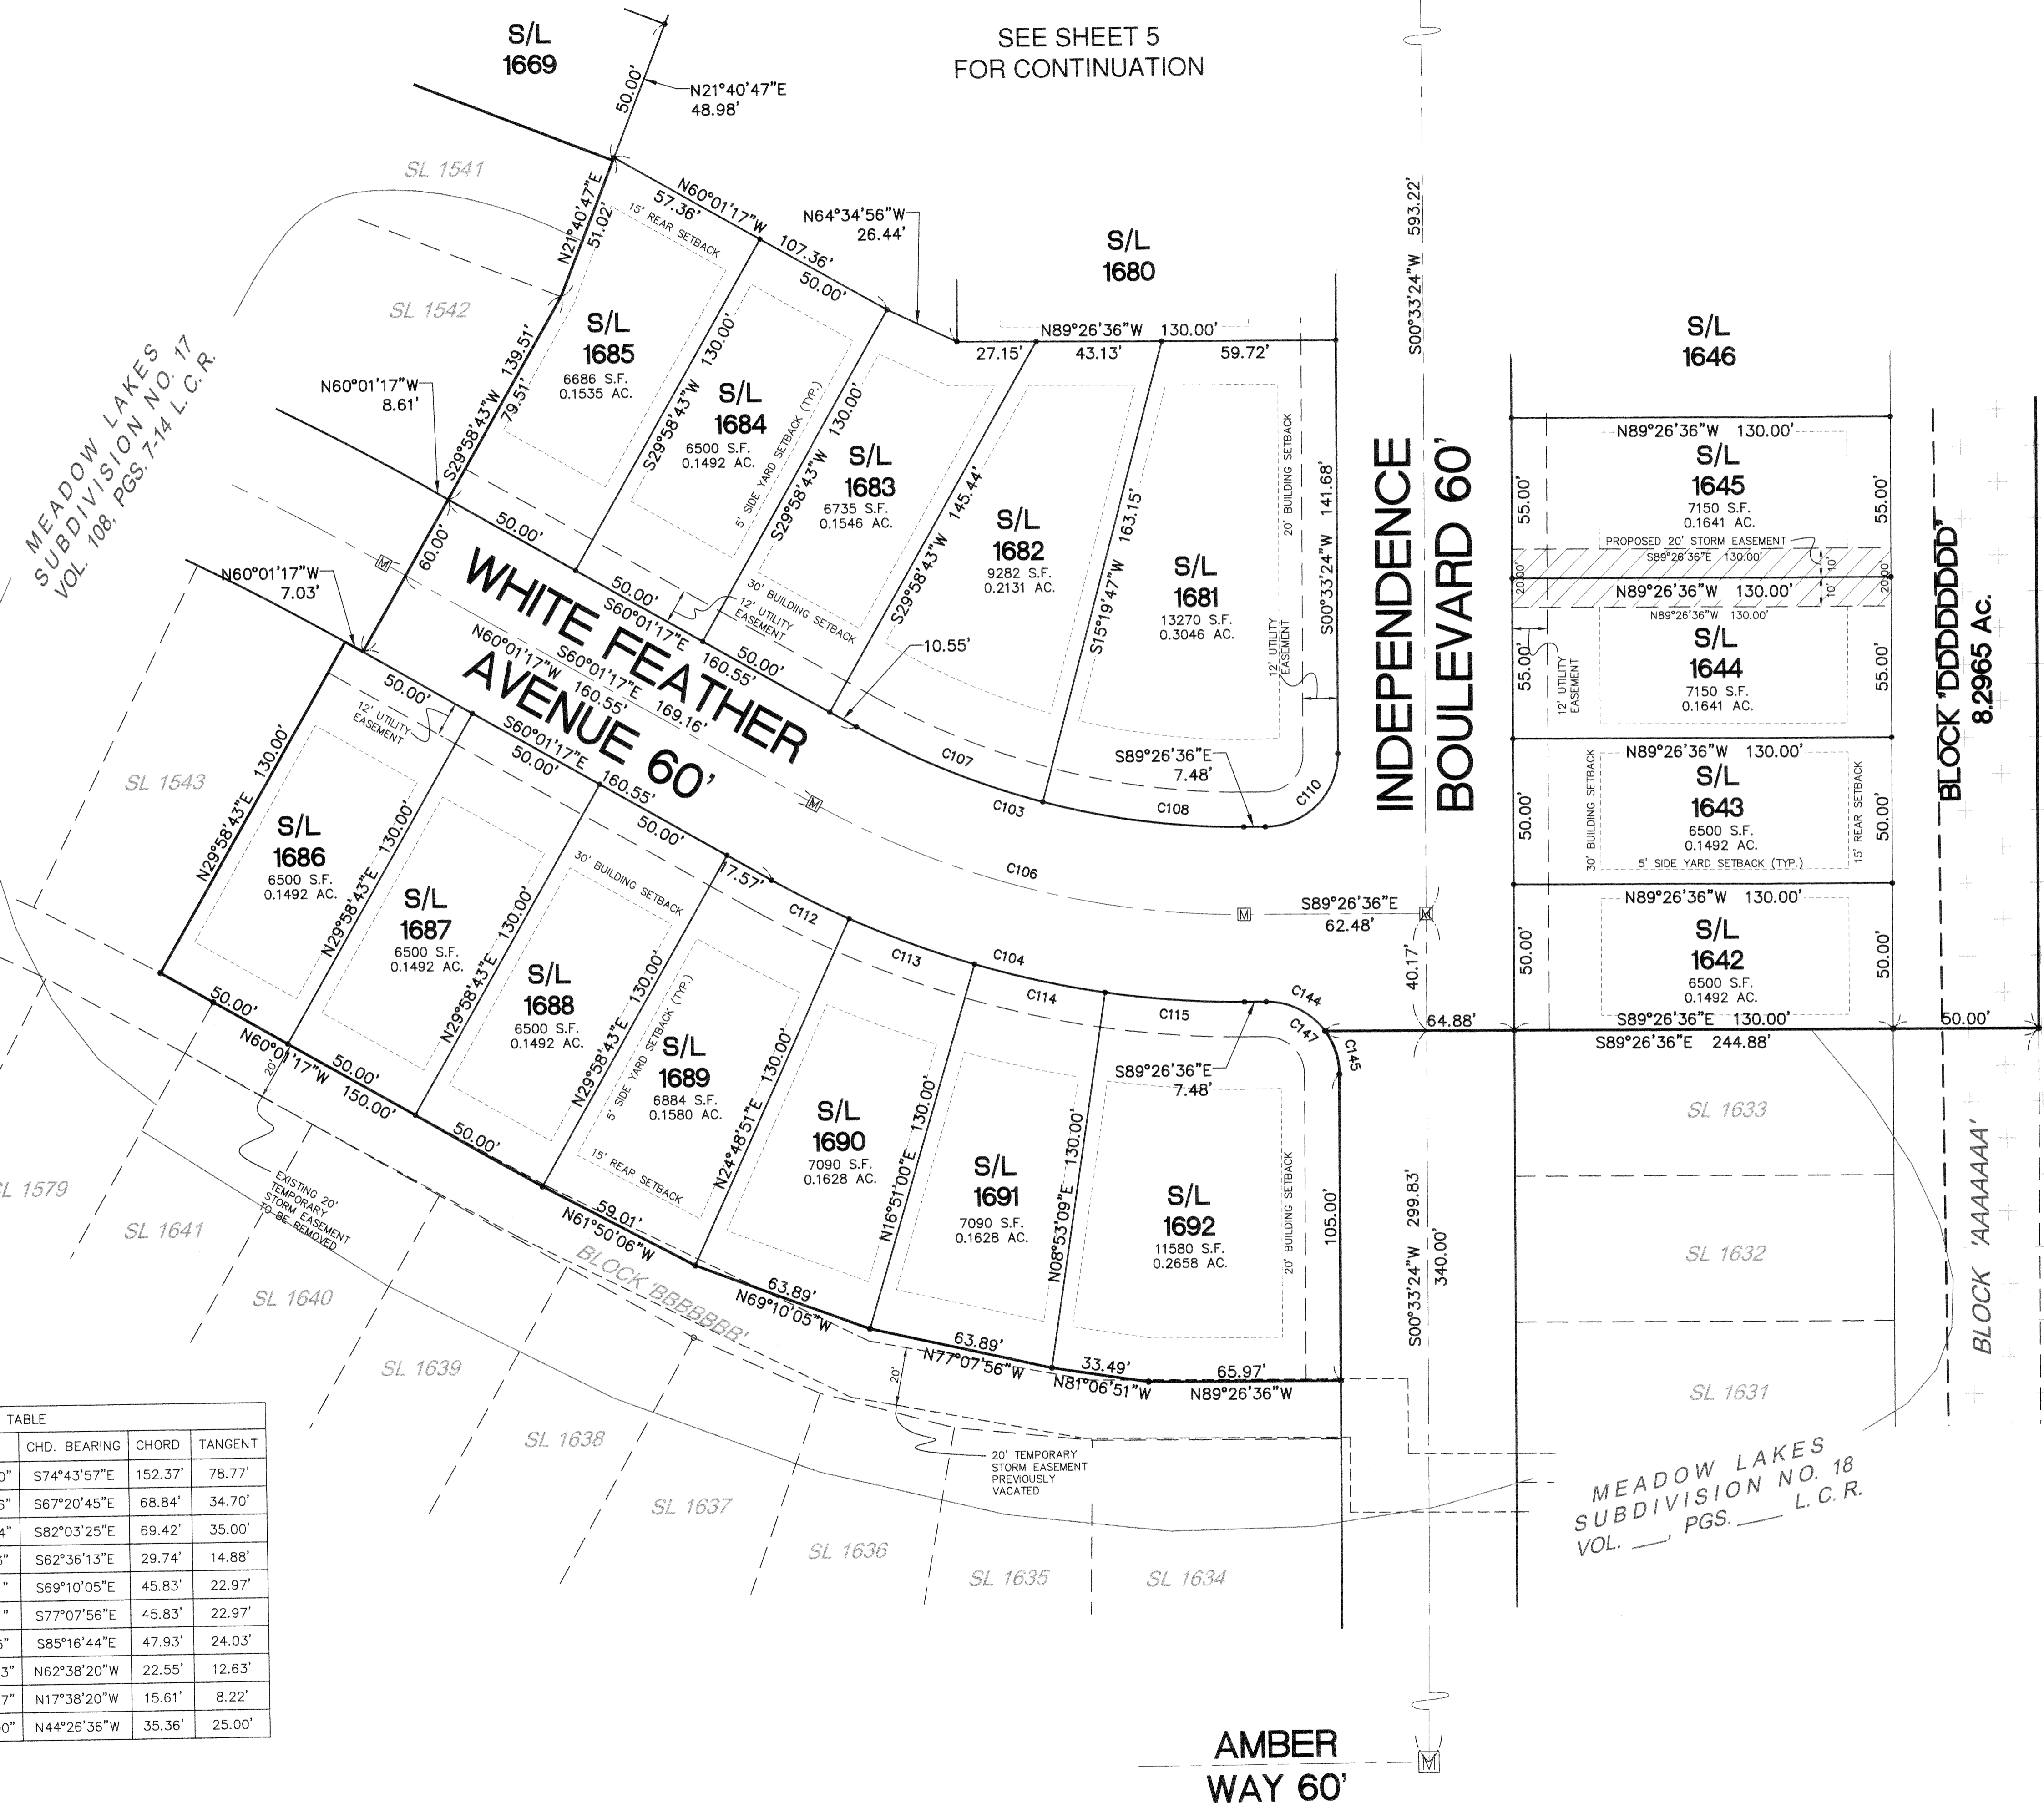 SEE SHEET 5
FOR CONTINUATION
S/L
1669
50.00'
N21°40'47"E
48.98'
SL 1541
SL 1542
N21°40'47"E
51.02'
N60°01'17"W
57.36'
107.36'
50.00'
15' REAR SETBACK
N64°34'56"W
26.44'
S/L
1680
N89°26'36"W 130.00'
27.15'
43.13'
59.72'
S00°33'24"W 593.22'
MEADOW LAKES
SUBDIVISION NO. 17
VOL. 108, PGS. 7-14 L. C. R.
N60°01'17"W
8.61'
S29°58'43"W 139.51'
79.51'
S/L
1685
6686 S.F.
0.1535 AC.
S29°58'43"W 130.00'
S/L
1684
6500 S.F.
0.1492 AC.
5' SIDE YARD SETBACK (TYP.)
S29°58'43"W 130.00'
S/L
1683
6735 S.F.
0.1546 AC.
S29°58'43"W 145.44'
S/L
1682
9282 S.F.
0.2131 AC.
S15°19'47"W 163.15'
S/L
1681
13270 S.F.
0.3046 AC.
20' BUILDING SETBACK
12' UTILITY
EASEMENT
S00°33'24"W 141.68'
INDEPENDENCE
BOULEVARD 60'
S/L
1646
N89°26'36"W 130.00'
S/L
1645
7150 S.F.
0.1641 AC.
55.00'
55.00'
PROPOSED 20' STORM EASEMENT
S89°26'36"E 130.00'
10'
20.00'
20.00'
N89°26'36"W 130.00'
10'
N89°26'36"W 130.00'
S/L
1644
7150 S.F.
0.1641 AC.
55.00'
55.00'
12' UTILITY
EASEMENT
N89°26'36"W 130.00'
S/L
1643
6500 S.F.
0.1492 AC.
50.00'
50.00'
30' BUILDING SETBACK
15' REAR SETBACK
5' SIDE YARD SETBACK (TYP.)
N89°26'36"W 130.00'
S/L
1642
6500 S.F.
0.1492 AC.
50.00'
50.00'
S89°26'36"E 130.00'
64.88'
50.00'
S89°26'36"E 244.88'
BLOCK "DDDDDDD"
8.2965 Ac.
BLOCK 'AAAAAAA'
N60°01'17"W
7.03'
60.00'
50.00'
50.00'
50.00'
S60°01'17"E 160.55'
10.55'
30' BUILDING SETBACK
12' UTILITY
EASEMENT
WHITE FEATHER
AVENUE 60'
N60°01'17"W 160.55'
S60°01'17"E 169.16'
C107
C103
C108
C110
S89°26'36"E
7.48'
C106
S89°26'36"E
62.48'
40.17'
50.00'
12' UTILITY
EASEMENT
S60°01'17"E 160.55'
50.00'
50.00'
17.57'
30' BUILDING SETBACK
C112
C113
C104
C114
C115
C144
C147
C145
S89°26'36"E
7.48'
SL 1543
N29°58'43"E 130.00'
S/L
1686
6500 S.F.
0.1492 AC.
N29°58'43"E 130.00'
S/L
1687
6500 S.F.
0.1492 AC.
N29°58'43"E 130.00'
S/L
1688
6500 S.F.
0.1492 AC.
N29°58'43"E 130.00'
5' SIDE YARD SETBACK (TYP.)
S/L
1689
6884 S.F.
0.1580 AC.
15' REAR SETBACK
N24°48'51"E 130.00'
S/L
1690
7090 S.F.
0.1628 AC.
N16°51'00"E 130.00'
S/L
1691
7090 S.F.
0.1628 AC.
N08°53'09"E 130.00'
S/L
1692
11580 S.F.
0.2658 AC.
20' BUILDING SETBACK
105.00'
S00°33'24"W 299.83'
340.00'
50.00'
N60°01'17"W 150.00'
50.00'
50.00'
20'
59.01'
N61°50'06"W
63.89'
N69°10'05"W
63.89'
N77°07'56"W
33.49'
N81°06'51"W
65.97'
N89°26'36"W
EXISTING 20'
TEMPORARY
STORM EASEMENT
TO BE REMOVED
BLOCK 'BBBBBBB'
20'
20' TEMPORARY
STORM EASEMENT
PREVIOUSLY
VACATED
L 1579
SL 1641
SL 1640
SL 1639
SL 1638
SL 1637
SL 1636
SL 1635
SL 1634
SL 1633
SL 1632
SL 1631
MEADOW LAKES
SUBDIVISION NO. 18
VOL. ___, PGS. ____ L. C. R.
TABLE
CHD. BEARING CHORD TANGENT
0" S74°43'57"E 152.37' 78.77'
6" S67°20'45"E 68.84' 34.70'
4" S82°03'25"E 69.42' 35.00'
S62°36'13"E 29.74' 14.88'
" S69°10'05"E 45.83' 22.97'
" S77°07'56"E 45.83' 22.97'
S85°16'44"E 47.93' 24.03'
3" N62°38'20"W 22.55' 12.63'
7" N17°38'20"W 15.61' 8.22'
00" N44°26'36"W 35.36' 25.00'
AMBER
WAY 60'